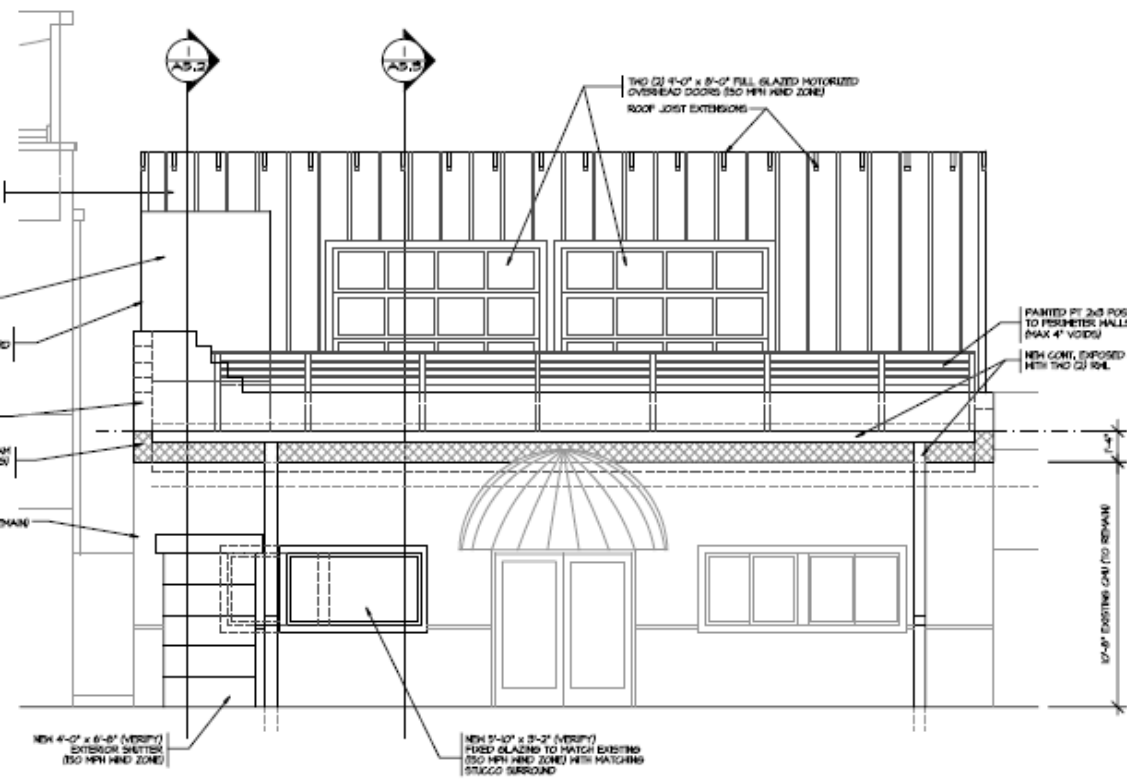 1
A3.2
1
A3.3
TWO (2) 9'-0" x 8'-0" FULL GLAZED MOTORIZED
OVERHEAD DOORS (150 MPH WIND ZONE)
ROOF JOIST EXTENSIONS
PAINTED PT 2x3 POS
TO PERIMETER WALLS
(MAX 4" VOIDS)
NEW CONT. EXPOSED
WITH TWO (2)
1'-4"
10'-8" EXISTING CMU (TO REMAIN)
EMAIN)
NEW 4'-0" x 6'-8" (VERIFY)
EXTERIOR SHUTTER
(150 MPH WIND ZONE)
NEW 5'-10" x 3'-2" (VERIFY)
FIXED GLAZING TO MATCH EXISTING
(150 MPH WIND ZONE) WITH MATCHING
STUCCO SURROUND